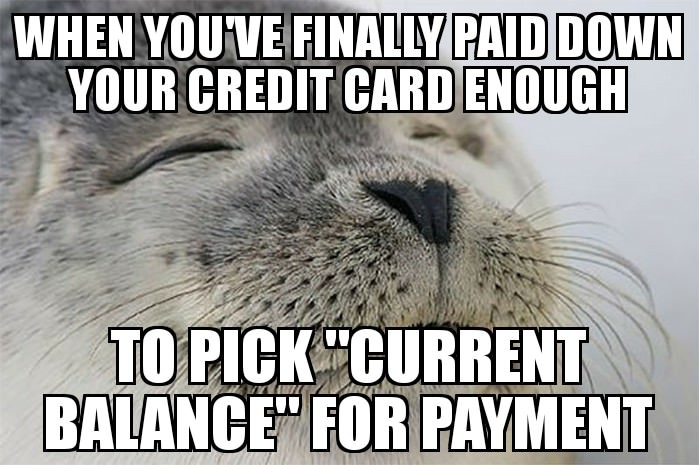 WHEN YOU'VE FINALLY PAID DOWN
YOUR CREDIT CARD ENOUGH
TO PICK "CURRENT
BALANCE" FOR PAYMENT